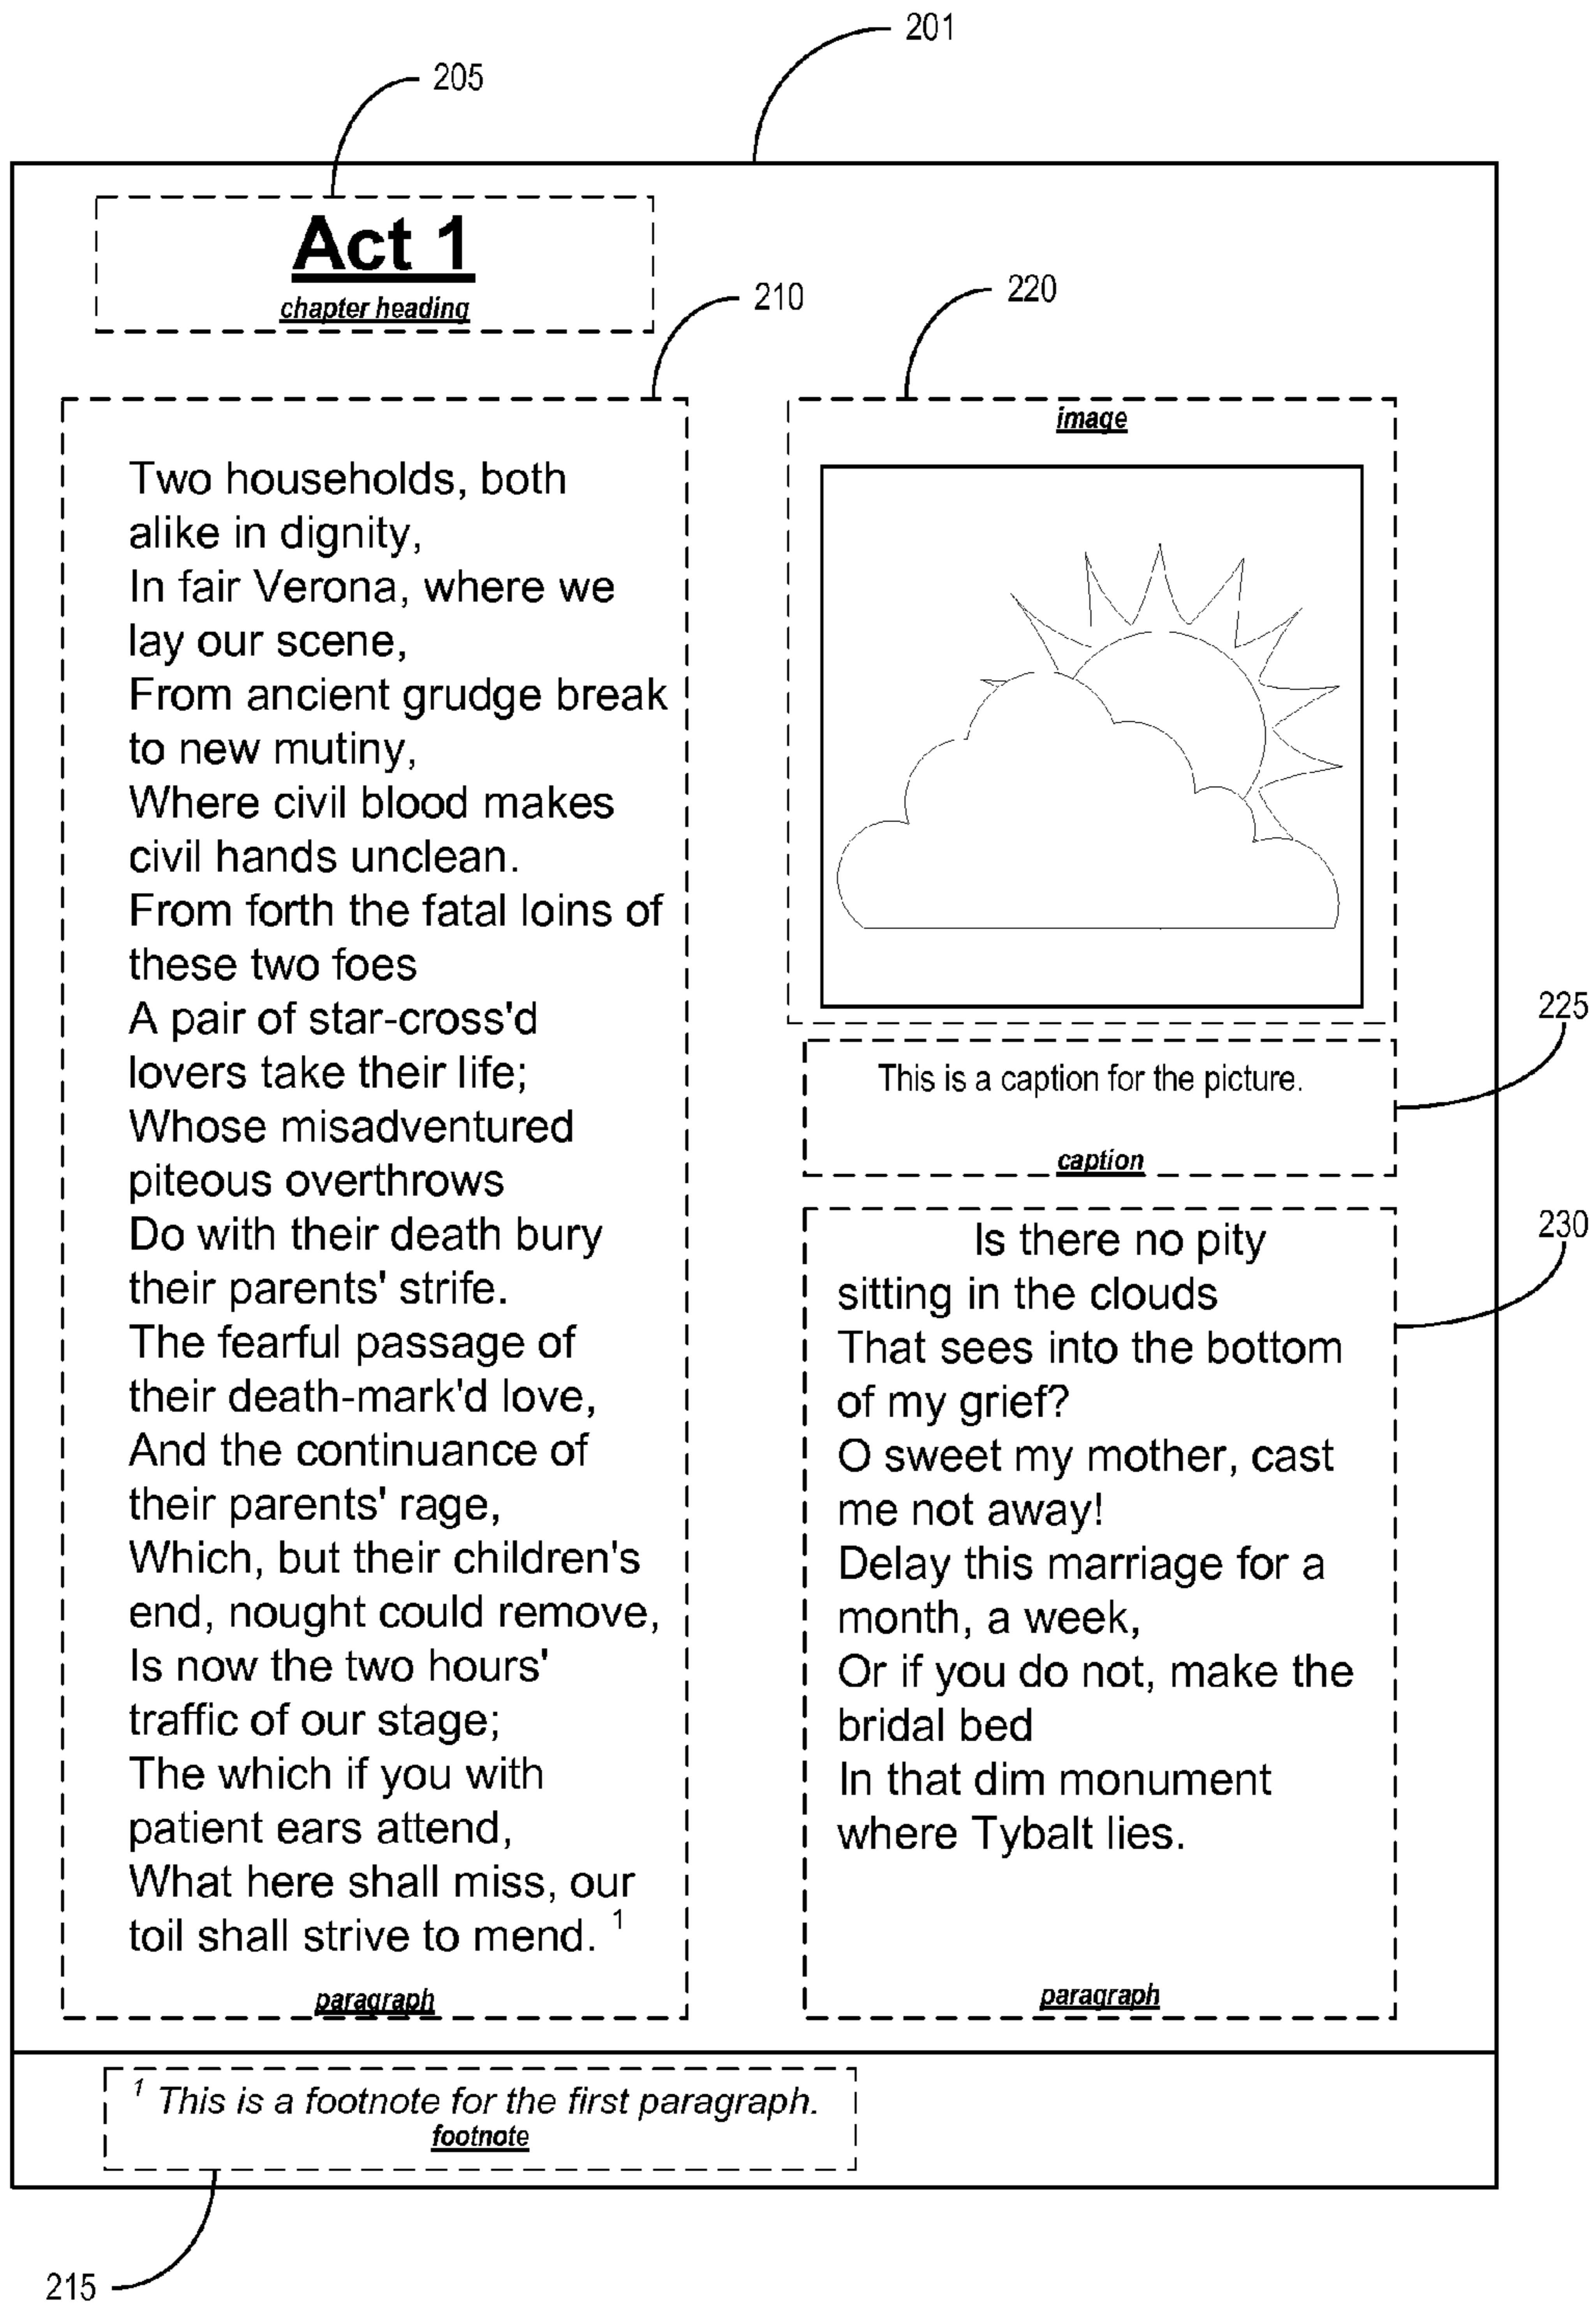 201
205
Act 1
chapter heading
210
Two households, both
alike in dignity,
In fair Verona, where we
lay our scene,
From ancient grudge break
to new mutiny,
Where civil blood makes
civil hands unclean.
From forth the fatal loins of
these two foes
A pair of star-cross'd
lovers take their life;
Whose misadventured
piteous overthrows
Do with their death bury
their parents' strife.
The fearful passage of
their death-mark'd love,
And the continuance of
their parents' rage,
Which, but their children's
end, nought could remove,
Is now the two hours'
traffic of our stage;
The which if you with
patient ears attend,
What here shall miss, our
toil shall strive to mend. 1
paragraph
220
image
225
This is a caption for the picture.
caption
230
Is there no pity
sitting in the clouds
That sees into the bottom
of my grief?
O sweet my mother, cast
me not away!
Delay this marriage for a
month, a week,
Or if you do not, make the
bridal bed
In that dim monument
where Tybalt lies.
paragraph
1 This is a footnote for the first paragraph.
footnote
215